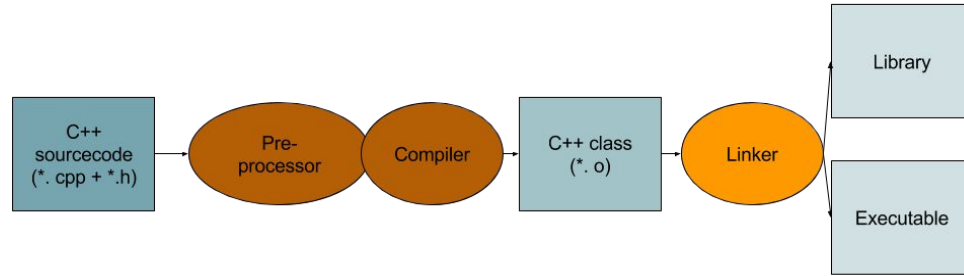 C++
sourcecode
(*. cpp + *.h)
Pre-
processor
Compiler
C++ class
(*. o)
Linker
Library
Executable